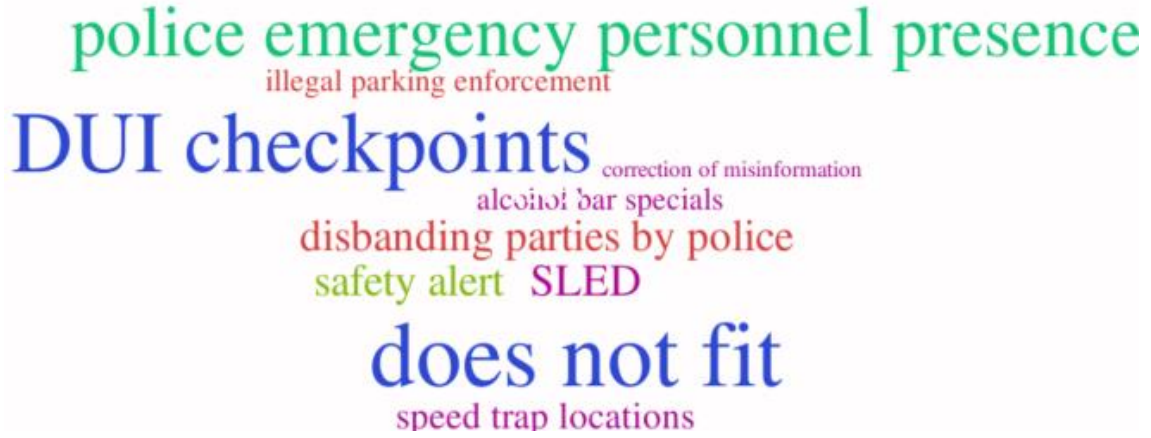 police emergency personnel presence
illegal parking enforcement
DUI checkpoints correction of misinformation
alcohol bar specials
disbanding parties by police
safety alert SLED
does not fit
speed trap locations